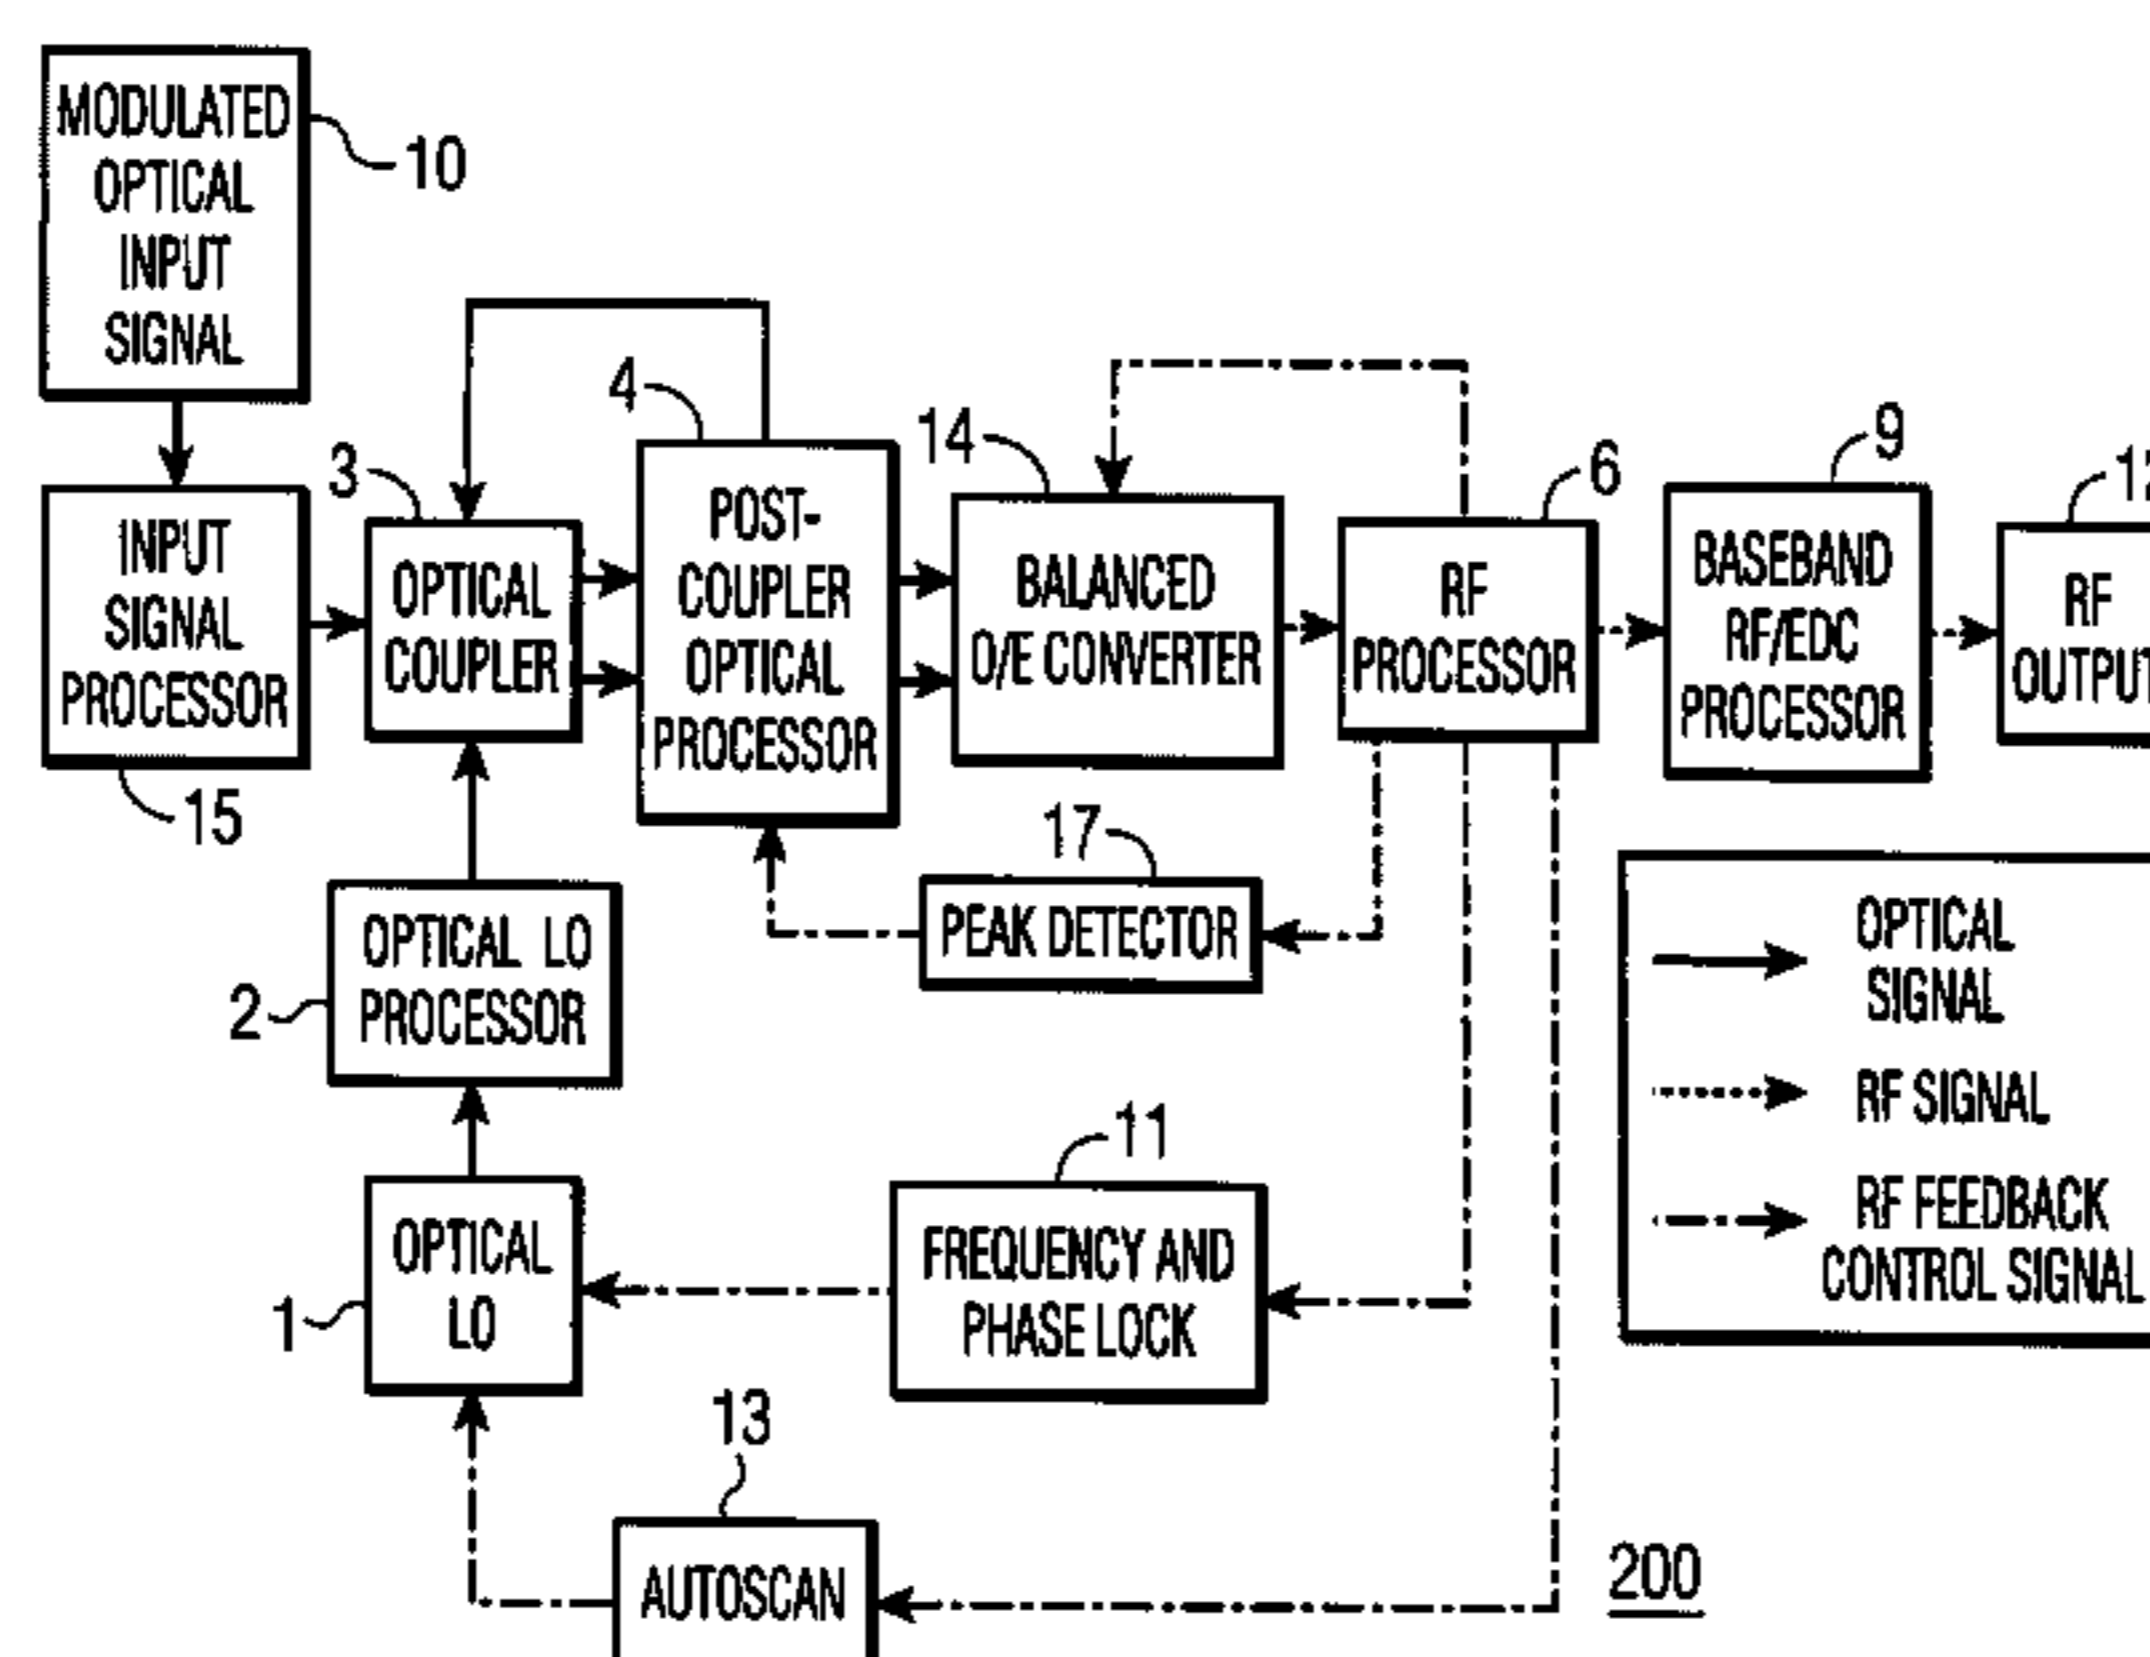 MODULATED
OPTICAL
INPUT
SIGNAL
10
INPUT
SIGNAL
PROCESSOR
15
3
OPTICAL
COUPLER
4
POST-
COUPLER
OPTICAL
PROCESSOR
14
BALANCED
O/E CONVERTER
6
RF
PROCESSOR
9
BASEBAND
RF/EDC
PROCESSOR
12
RF
OUTPUT
17
PEAK DETECTOR
2
OPTICAL LO
PROCESSOR
1
OPTICAL
LO
11
FREQUENCY AND
PHASE LOCK
13
AUTOSCAN
OPTICAL
SIGNAL
RF SIGNAL
RF FEEDBACK
CONTROL SIGNAL
200